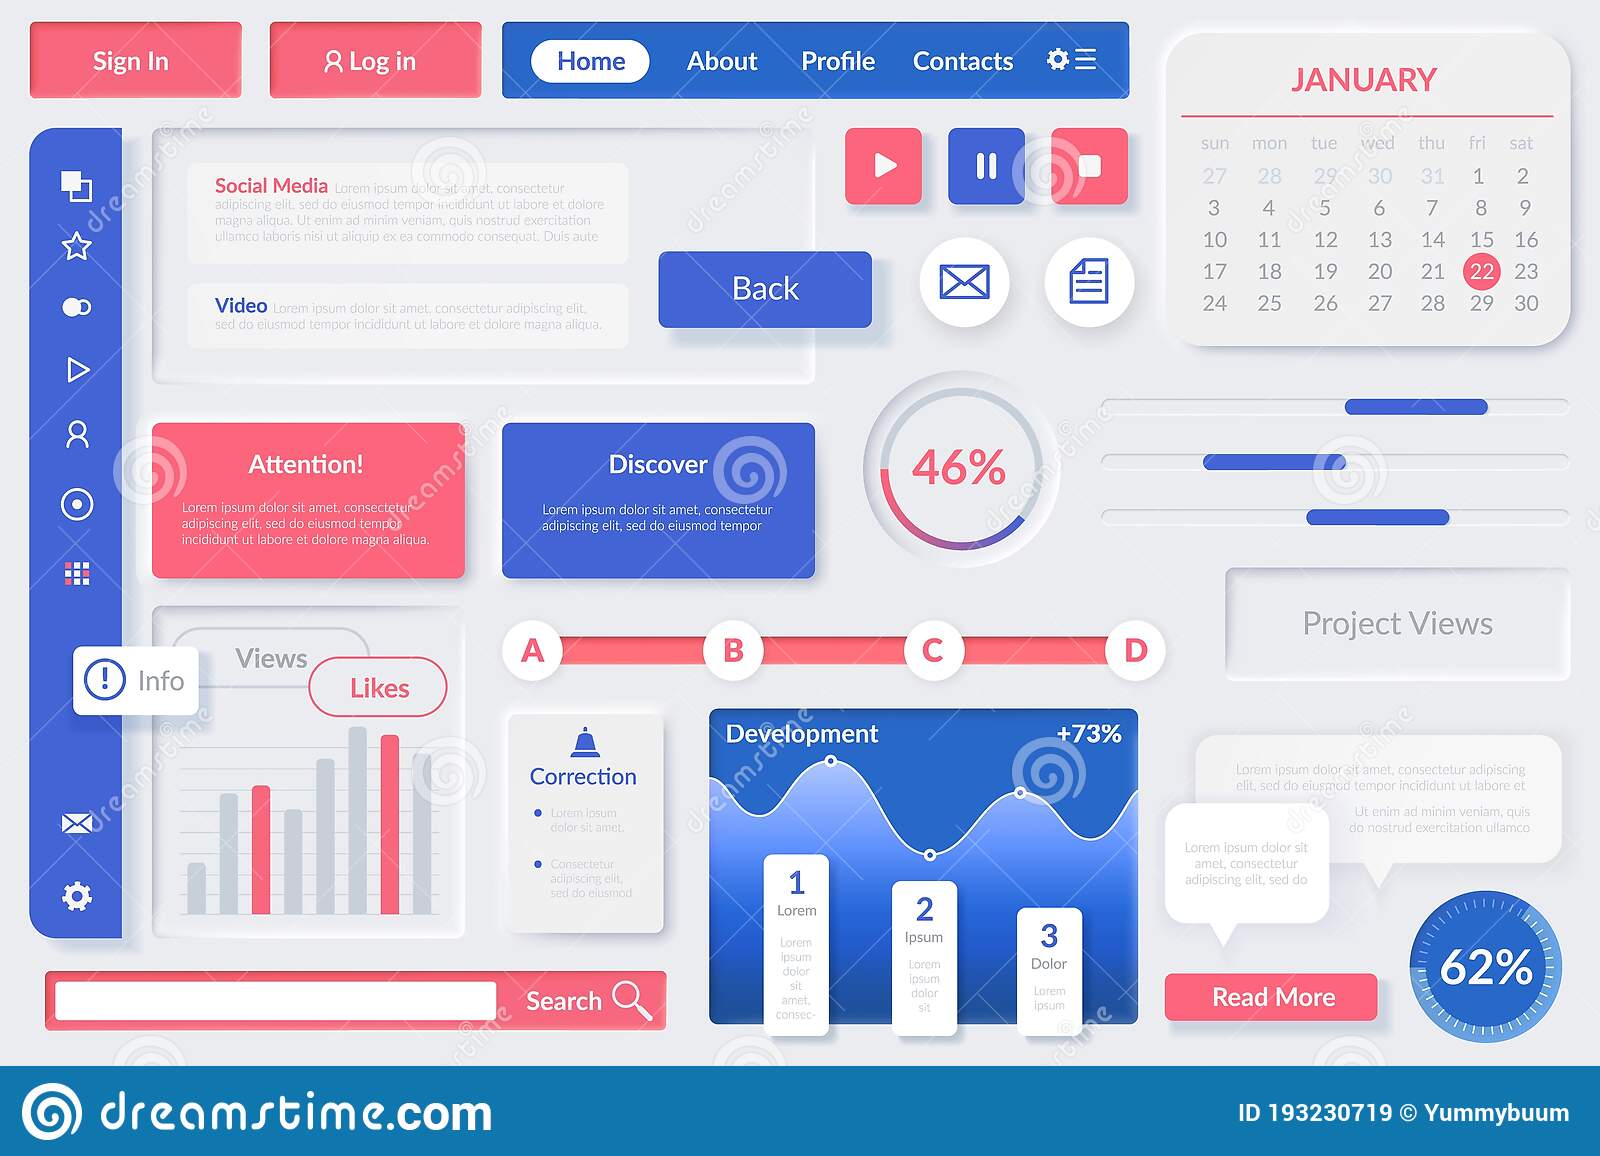 Sign In
Log in
Home About Profile Contacts
JANUARY
sun mon tue wed thu fri sat
27 28 29 30 31 1 2
3 4 5 6 7 8 9
10 11 12 13 14 15 16
17 18 19 20 21 22 23
24 25 26 27 28 29 30
Social Media Lorem ipsum dolor sit amet, consectetur
adipiscing elit, sed do eiusmod tempor incididunt ut labore et dolore
magna aliqua. Ut enim ad minim veniam, quis nostrud exercitation
ullamco laboris nisi ut aliquip ex ea commodo consequat. Duis aute
Video Lorem ipsum dolor sit amet, consectetur adipiscing elit,
sed do eiusmod tempor incididunt ut labore et dolore magna aliqua.
Back
Attention!
Lorem ipsum dolor sit amet, consectetur
adipiscing elit, sed do eiusmod tempor
incididunt ut labore et dolore magna aliqua.
Discover
Lorem ipsum dolor sit amet, consectetur
adipiscing elit, sed do eiusmod tempor
46%
Project Views
Info
Views
Likes
A B C D
Correction
Lorem ipsum
dolor sit amet,
Consectetur
adipiscing elit,
sed do eiusmod
Development +73%
1
Lorem
Lorem
ipsum
dolor
sit
amet,
consec-
2
Ipsum
Lorem
ipsum
dolor
sit
3
Dolor
Lorem
ipsum
Lorem ipsum dolor sit amet, consectetur adipiscing
elit, sed do eiusmod tempor incididunt ut labore et
Ut enim ad minim veniam, quis
do nostrud exercitation ullamco
Lorem ipsum dolor sit
amet, consectetur
adipiscing elit, sed do
Read More
62%
Search
dreamstime.com
ID 193230719 © Yummybuum